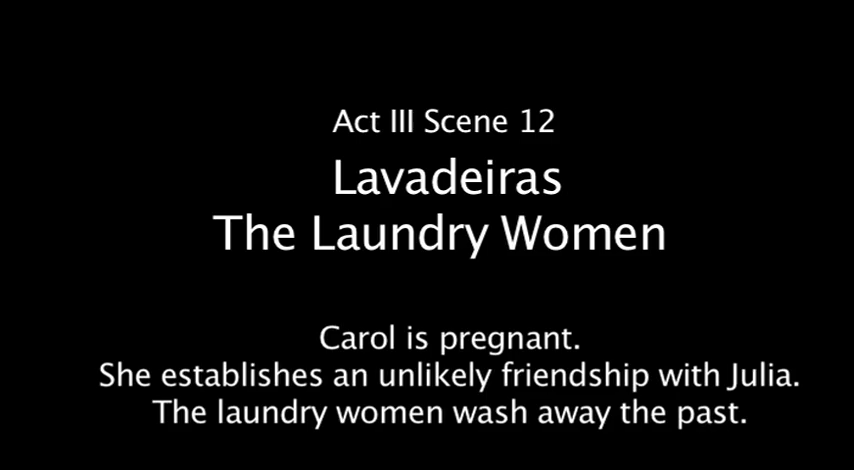 Act III Scene 12
Lavadeiras
The Laundry Women
Carol is pregnant.
She establishes an unlikely friendship with Julia.
The laundry women wash away the past.